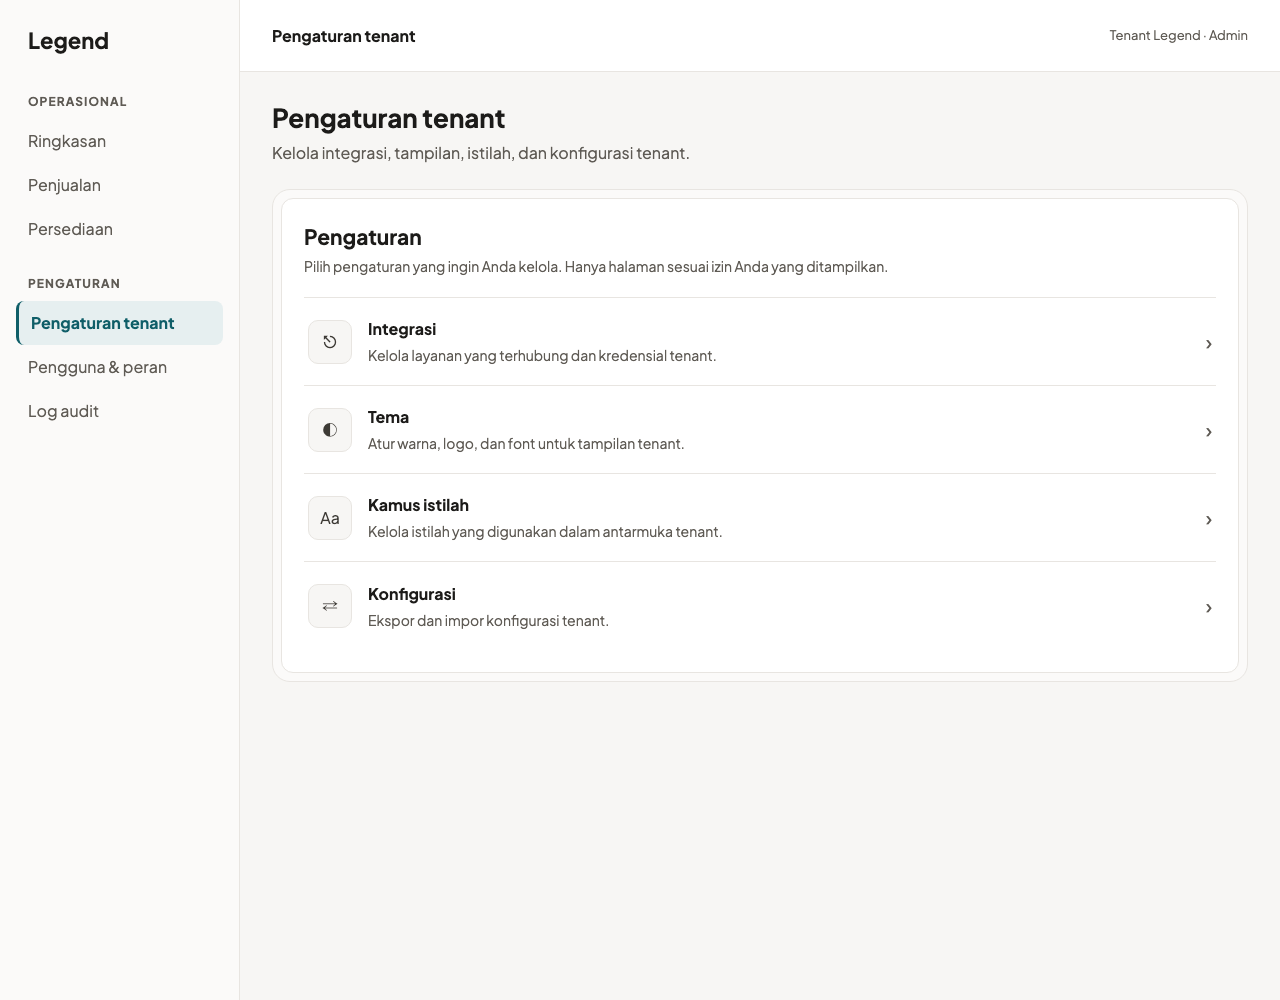 Legend
OPERASIONAL
Ringkasan
Penjualan
Persediaan
PENGATURAN
Pengaturan tenant
Pengguna & peran
Log audit
Pengaturan tenant
Tenant Legend · Admin
Pengaturan tenant
Kelola integrasi, tampilan, istilah, dan konfigurasi tenant.
Pengaturan
Pilih pengaturan yang ingin Anda kelola. Hanya halaman sesuai izin Anda yang ditampilkan.
Integrasi
Kelola layanan yang terhubung dan kredensial tenant.
Tema
Atur warna, logo, dan font untuk tampilan tenant.
Aa
Kamus istilah
Kelola istilah yang digunakan dalam antarmuka tenant.
Konfigurasi
Ekspor dan impor konfigurasi tenant.